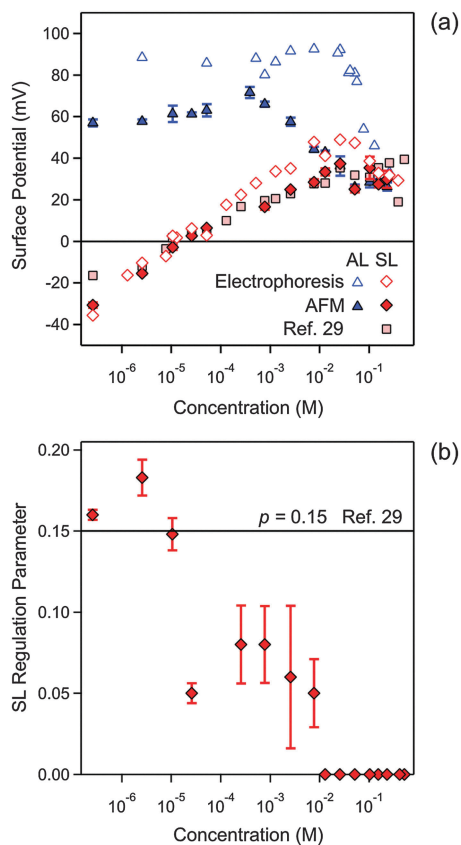 (a)
100
80
60
40
20
0
-20
-40
Surface Potential (mV)
AL SL
Electrophoresis
AFM
Ref. 29
10-6 10-5 10-4 10-3 10-2 10-1
Concentration (M)
(b)
0.20
0.15
0.10
0.05
0.00
SL Regulation Parameter
p = 0.15 Ref. 29
10-6 10-5 10-4 10-3 10-2 10-1
Concentration (M)